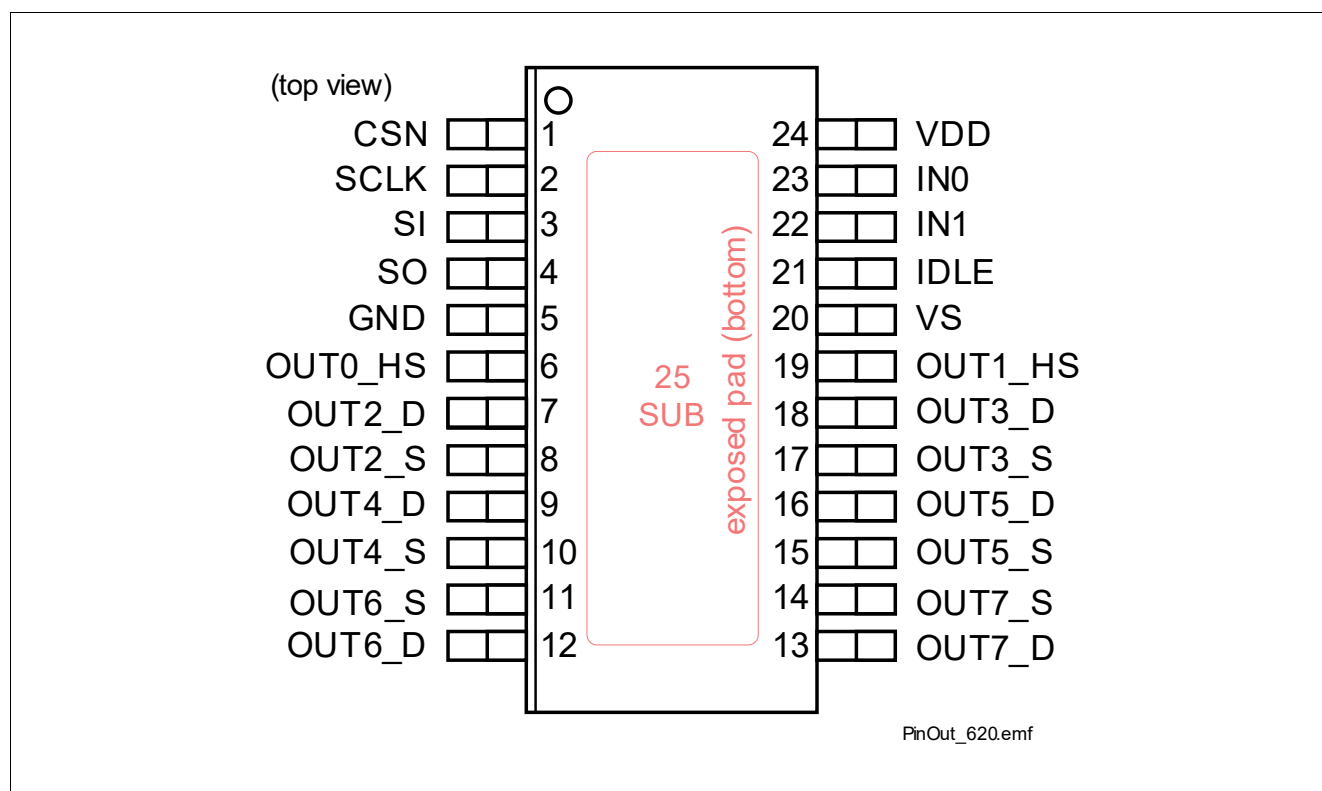 (top view)
CSN 1 24 VDD
SCLK 2 23 IN0
SI 3 22 IN1
SO 4 21 IDLE
GND 5 20 VS
OUT0_HS 6 19 OUT1_HS
OUT2_D 7 18 OUT3_D
OUT2_S 8 17 OUT3_S
OUT4_D 9 16 OUT5_D
OUT4_S 10 15 OUT5_S
OUT6_S 11 14 OUT7_S
OUT6_D 12 13 OUT7_D
25
SUB
exposed pad (bottom)
PinOut_620.emf